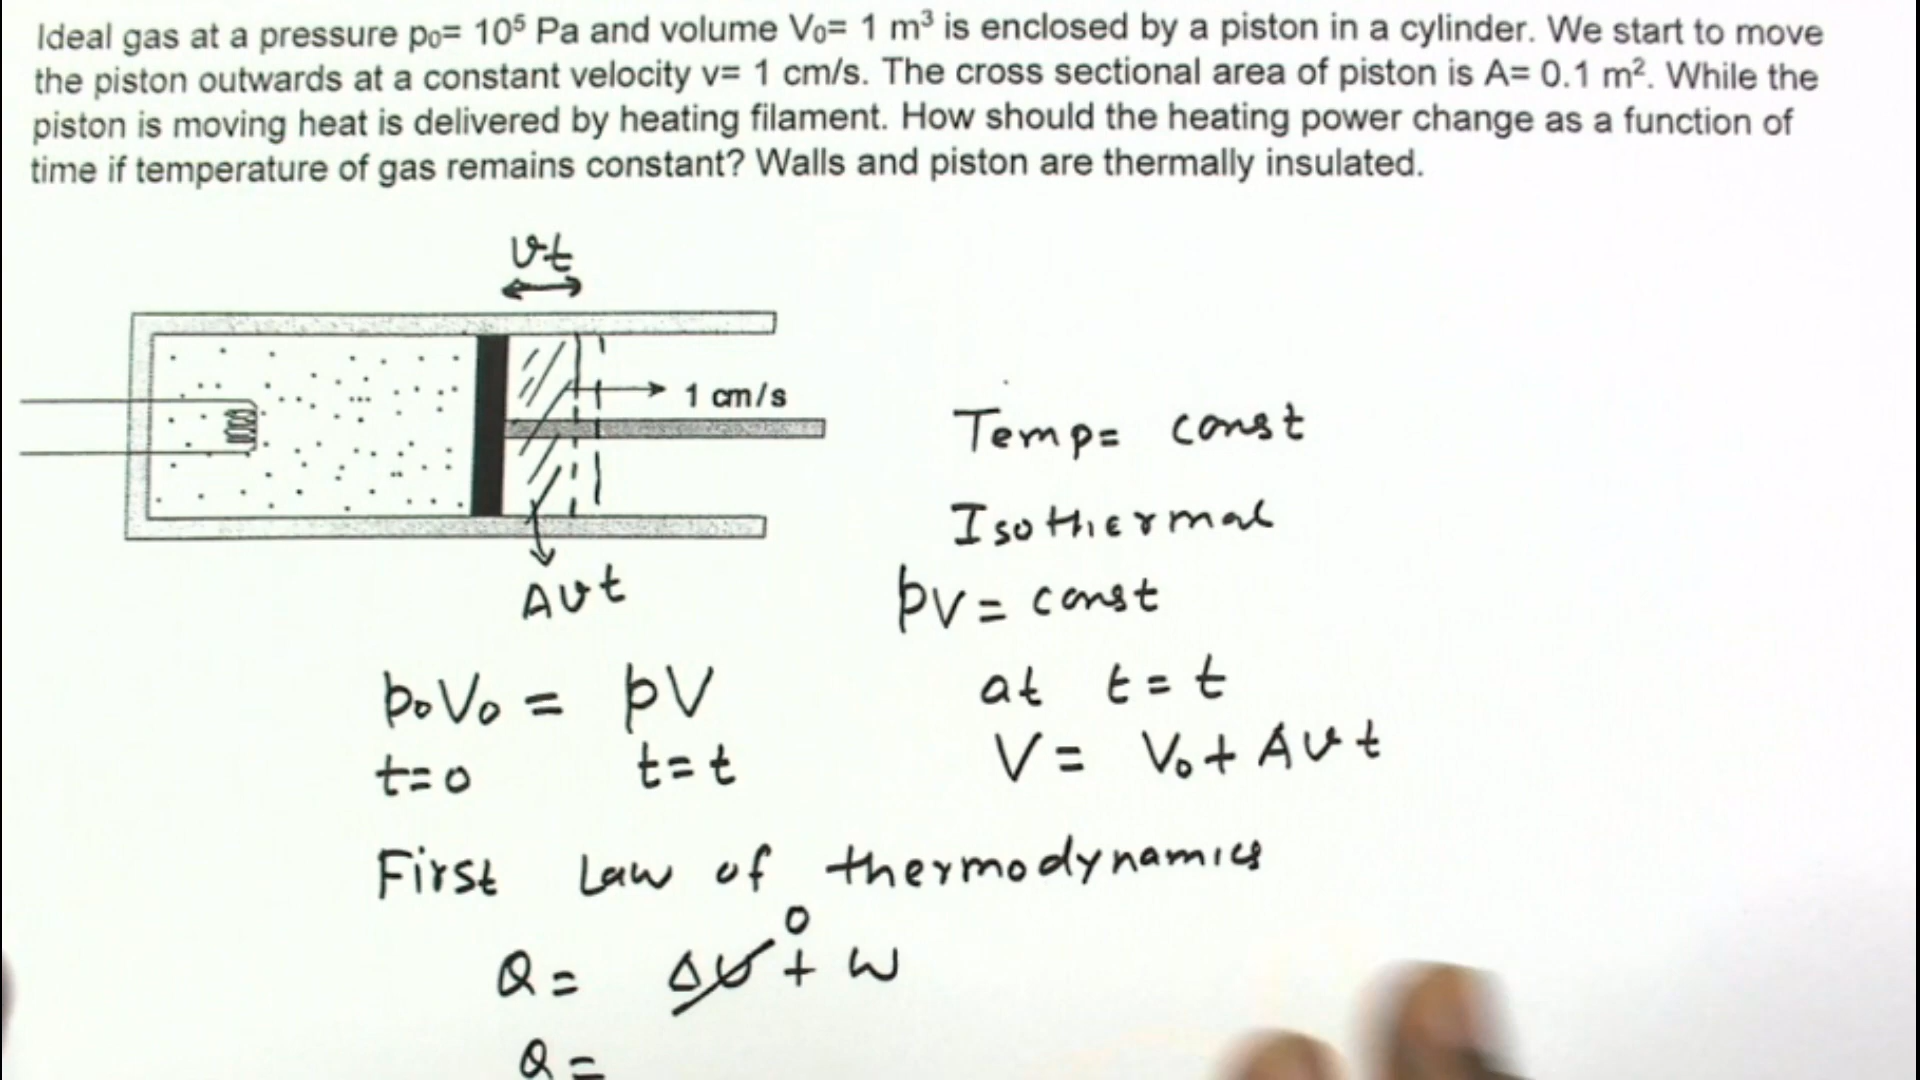 Ideal gas at a pressure p₀= 10⁵ Pa and volume V₀= 1 m³ is enclosed by a piston in a cylinder. We start to move
the piston outwards at a constant velocity v= 1 cm/s. The cross sectional area of piston is A= 0.1 m². While the
piston is moving heat is delivered by heating filament. How should the heating power change as a function of
time if temperature of gas remains constant? Walls and piston are thermally insulated.
vt
1 cm/s
Avt
Temp= const
Isothermal
pV= const
p₀V₀ = pV
t=0 t=t
at t=t
V= V₀+ Avt
First Law of thermodynamics
0
Q= ΔU + W
Q=